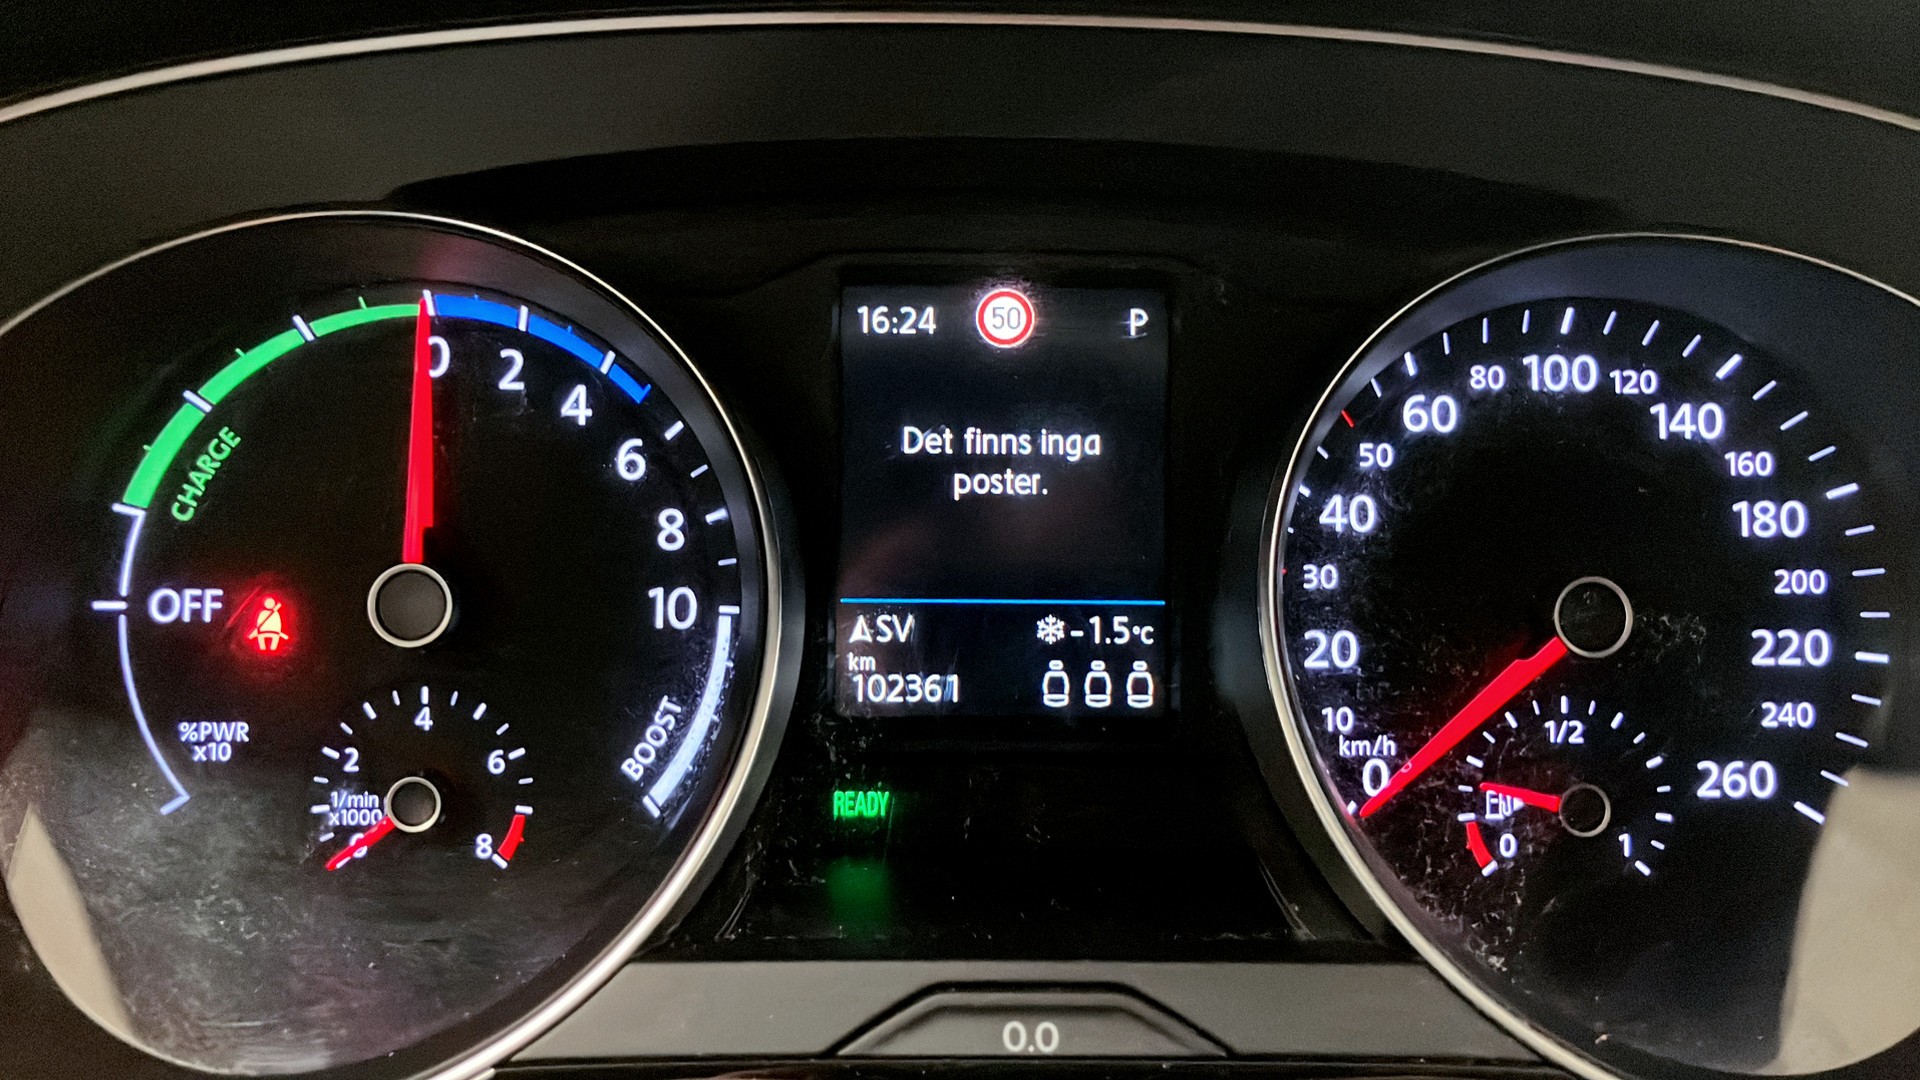 0
2
4
6
8
10
CHARGE
OFF
%PWR
x10
BOOST
2
4
6
8
1/min
x1000
16:24
50
P
Det finns inga
poster.
SV
-1.5°C
km
102361
READY
0.0
0
10
20
30
40
50
60
80
100
120
140
160
180
200
220
240
260
km/h
0
1/2
1